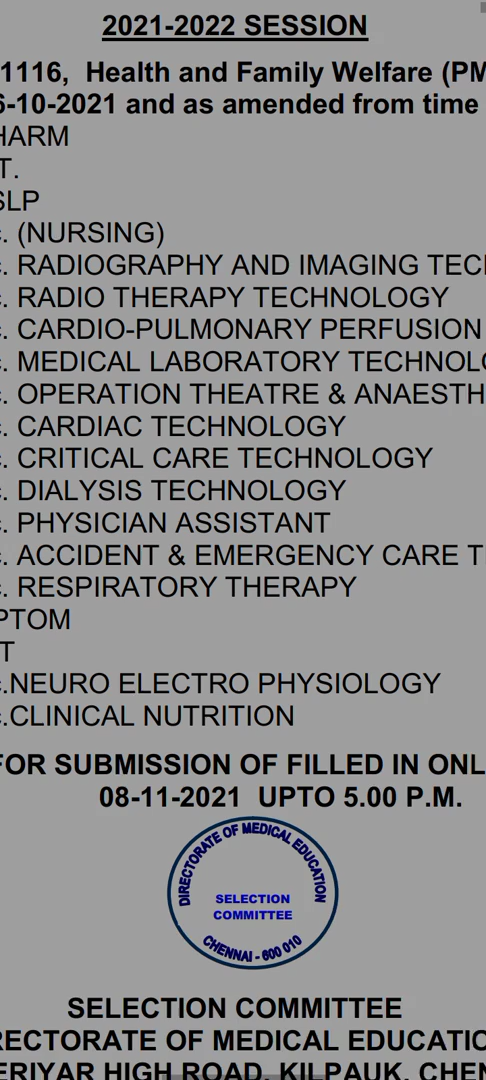 2021-2022 SESSION
1116, Health and Family Welfare (PM
6-10-2021 and as amended from time
HARM
T.
SLP
c. (NURSING)
c. RADIOGRAPHY AND IMAGING TECH
c. RADIO THERAPY TECHNOLOGY
c. CARDIO-PULMONARY PERFUSION
c. MEDICAL LABORATORY TECHNOLO
c. OPERATION THEATRE & ANAESTH
c. CARDIAC TECHNOLOGY
c. CRITICAL CARE TECHNOLOGY
c. DIALYSIS TECHNOLOGY
c. PHYSICIAN ASSISTANT
c. ACCIDENT & EMERGENCY CARE TE
c. RESPIRATORY THERAPY
PTOM
T
c.NEURO ELECTRO PHYSIOLOGY
c.CLINICAL NUTRITION
FOR SUBMISSION OF FILLED IN ONL
08-11-2021 UPTO 5.00 P.M.
DIRECTORATE OF MEDICAL EDUCATION
SELECTION
COMMITTEE
CHENNAI - 600 010
SELECTION COMMITTEE
RECTORATE OF MEDICAL EDUCATIO
ERIYAR HIGH ROAD, KILPAUK, CHEN